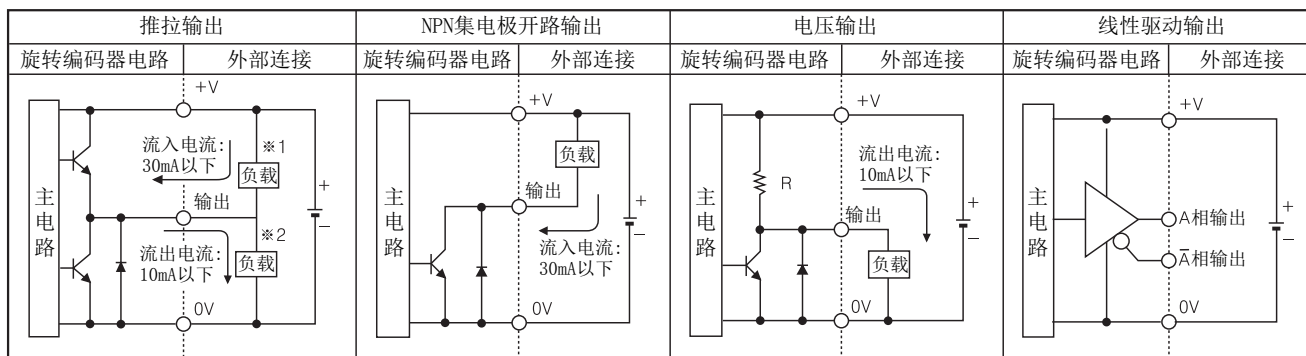 推拉输出
NPN集电极开路输出
电压输出
线性驱动输出
旋转编码器电路
外部连接
旋转编码器电路
外部连接
旋转编码器电路
外部连接
旋转编码器电路
外部连接
主电路
+V
流入电流:
30mA以下
※1
负载
输出
※2
流出电流:
10mA以下
负载
0V
+
−
主电路
+V
负载
输出
流入电流:
30mA以下
0V
+
−
主电路
+V
R
流出电流:
10mA以下
输出
负载
0V
+
−
主电路
+V
A相输出
A̅相输出
0V
+
−